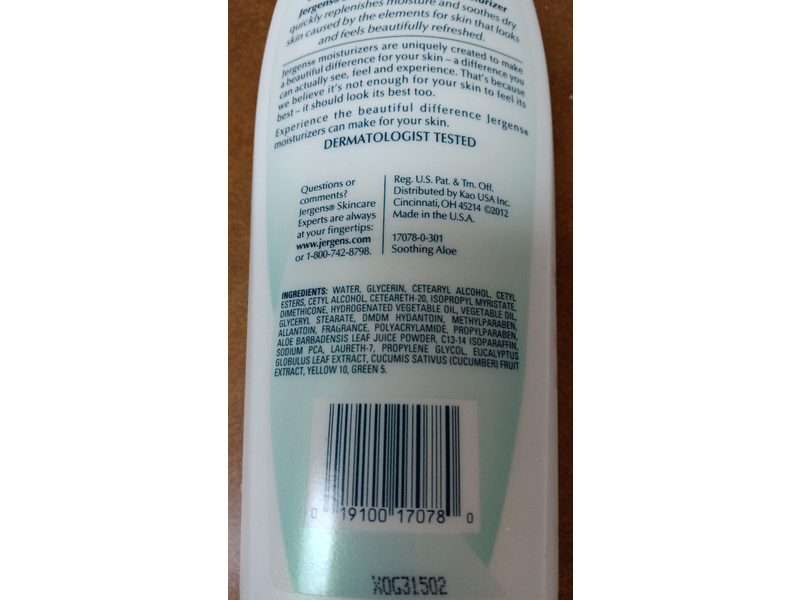 Jergens®
quickly replenishes moisture and soothes dry
skin caused by the elements for skin that looks
and feels beautifully refreshed.
Jergens® moisturizers are uniquely created to make
a beautiful difference for your skin – a difference you
can actually see, feel and experience. That's because
we believe it's not enough for your skin to feel its
best – it should look its best too.
Experience the beautiful difference Jergens®
moisturizers can make for your skin.
DERMATOLOGIST TESTED
Questions or
comments?
Jergens® Skincare
Experts are always
at your fingertips:
www.jergens.com
or 1-800-742-8798.
Reg. U.S. Pat. & Tm. Off.
Distributed by Kao USA Inc.
Cincinnati, OH 45214 ©2012
Made in the U.S.A.
17078-0-301
Soothing Aloe
INGREDIENTS: WATER, GLYCERIN, CETEARYL ALCOHOL, CETYL
ESTERS, CETYL ALCOHOL, CETEARETH-20, ISOPROPYL MYRISTATE,
DIMETHICONE, HYDROGENATED VEGETABLE OIL, VEGETABLE OIL,
GLYCERYL STEARATE, DMDM HYDANTOIN, METHYLPARABEN,
ALLANTOIN, FRAGRANCE, POLYACRYLAMIDE, PROPYLPARABEN,
ALOE BARBADENSIS LEAF JUICE POWDER, C13-14 ISOPARAFFIN,
SODIUM PCA, LAURETH-7, PROPYLENE GLYCOL, EUCALYPTUS
GLOBULUS LEAF EXTRACT, CUCUMIS SATIVUS (CUCUMBER) FRUIT
EXTRACT, YELLOW 10, GREEN 5.
0 19100 17078 0
X0G31502